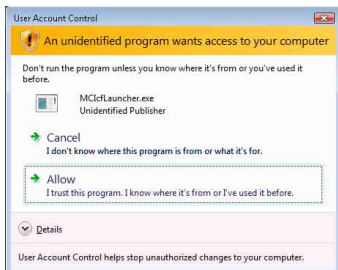 User Account Control
An unidentified program wants access to your computer
Don't run the program unless you know where it's from or you've used it
before.
MCIcfLauncher.exe
Unidentified Publisher
Cancel
I don't know where this program is from or what it's for.
Allow
I trust this program. I know where it's from or I've used it before.
Details
User Account Control helps stop unauthorized changes to your computer.